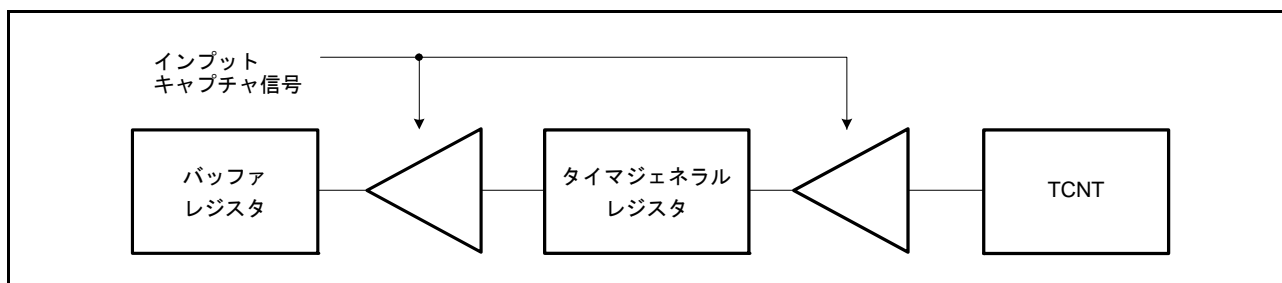 インプット
キャプチャ信号
バッファ
レジスタ
タイマジェネラル
レジスタ
TCNT